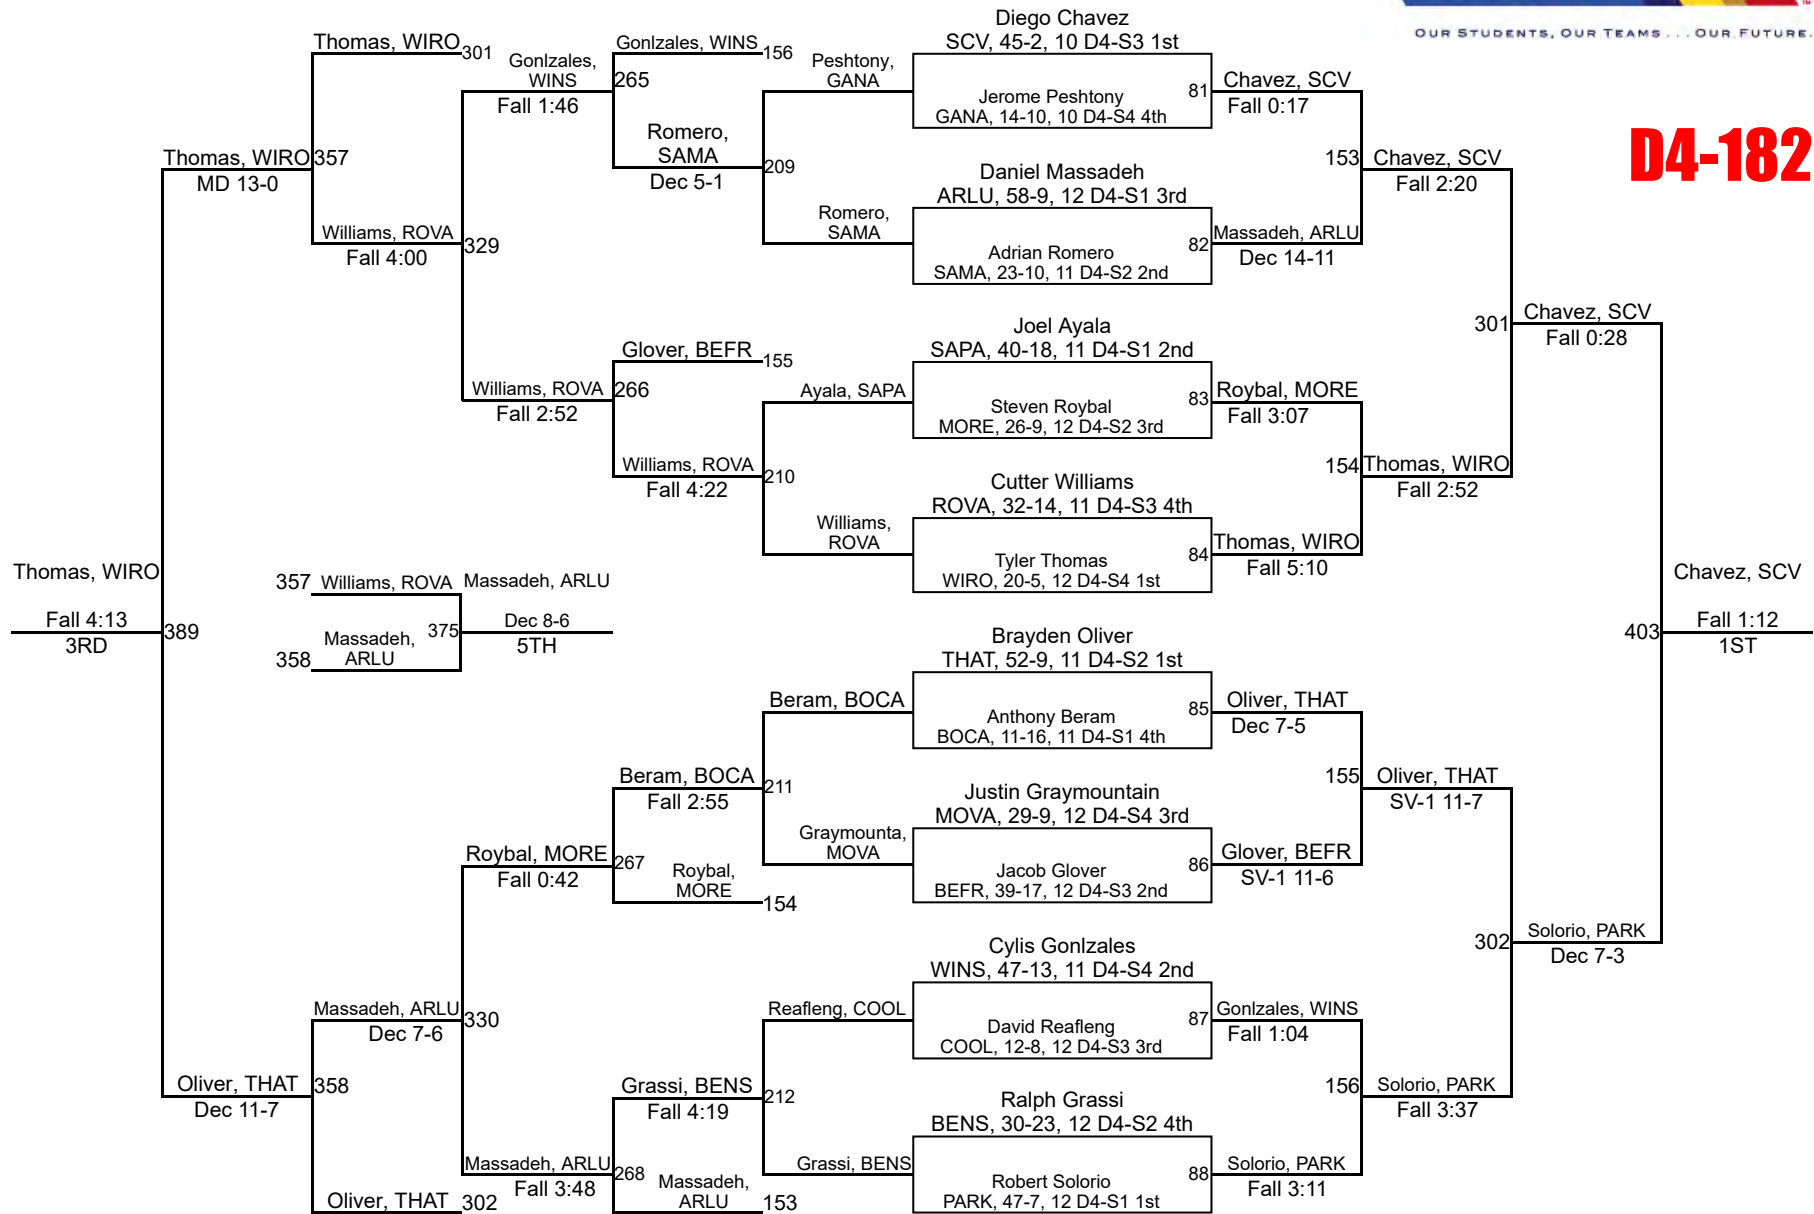 OUR STUDENTS, OUR TEAMS . . . OUR FUTURE.
D4-182
Diego Chavez
SCV, 45-2, 10 D4-S3 1st
Jerome Peshtony
GANA, 14-10, 10 D4-S4 4th
81
Daniel Massadeh
ARLU, 58-9, 12 D4-S1 3rd
Adrian Romero
SAMA, 23-10, 11 D4-S2 2nd
82
Joel Ayala
SAPA, 40-18, 11 D4-S1 2nd
Steven Roybal
MORE, 26-9, 12 D4-S2 3rd
83
Cutter Williams
ROVA, 32-14, 11 D4-S3 4th
Tyler Thomas
WIRO, 20-5, 12 D4-S4 1st
84
Brayden Oliver
THAT, 52-9, 11 D4-S2 1st
Anthony Beram
BOCA, 11-16, 11 D4-S1 4th
85
Justin Graymountain
MOVA, 29-9, 12 D4-S4 3rd
Jacob Glover
BEFR, 39-17, 12 D4-S3 2nd
86
Cylis Gonlzales
WINS, 47-13, 11 D4-S4 2nd
David Reafleng
COOL, 12-8, 12 D4-S3 3rd
87
Ralph Grassi
BENS, 30-23, 12 D4-S2 4th
Robert Solorio
PARK, 47-7, 12 D4-S1 1st
88
Chavez, SCV
Fall 0:17
153
Massadeh, ARLU
Dec 14-11
Roybal, MORE
Fall 3:07
154
Thomas, WIRO
Fall 5:10
Oliver, THAT
Dec 7-5
155
Glover, BEFR
SV-1 11-6
Gonlzales, WINS
Fall 1:04
156
Solorio, PARK
Fall 3:11
Chavez, SCV
Fall 2:20
301
Thomas, WIRO
Fall 2:52
Oliver, THAT
SV-1 11-7
302
Solorio, PARK
Fall 3:37
Chavez, SCV
Fall 0:28
403
Solorio, PARK
Dec 7-3
Chavez, SCV
Fall 1:12
1ST
Peshtony,
GANA
209
Romero,
SAMA
Ayala, SAPA
210
Williams,
ROVA
Beram, BOCA
211
Graymounta,
MOVA
Reafleng, COOL
212
Grassi, BENS
Gonlzales, WINS
156
265
Romero,
SAMA
Dec 5-1
Glover, BEFR
155
266
Williams, ROVA
Fall 4:22
Beram, BOCA
Fall 2:55
267
Roybal,
MORE
154
Grassi, BENS
Fall 4:19
268
Massadeh,
ARLU
153
Gonlzales,
WINS
Fall 1:46
329
Williams, ROVA
Fall 2:52
Roybal, MORE
Fall 0:42
330
Massadeh, ARLU
Fall 3:48
Thomas, WIRO
301
357
Williams, ROVA
Fall 4:00
Massadeh, ARLU
Dec 7-6
358
Oliver, THAT
302
Thomas, WIRO
MD 13-0
389
Oliver, THAT
Dec 11-7
Thomas, WIRO
Fall 4:13
3RD
357
Williams, ROVA
375
358
Massadeh,
ARLU
Massadeh, ARLU
Dec 8-6
5TH